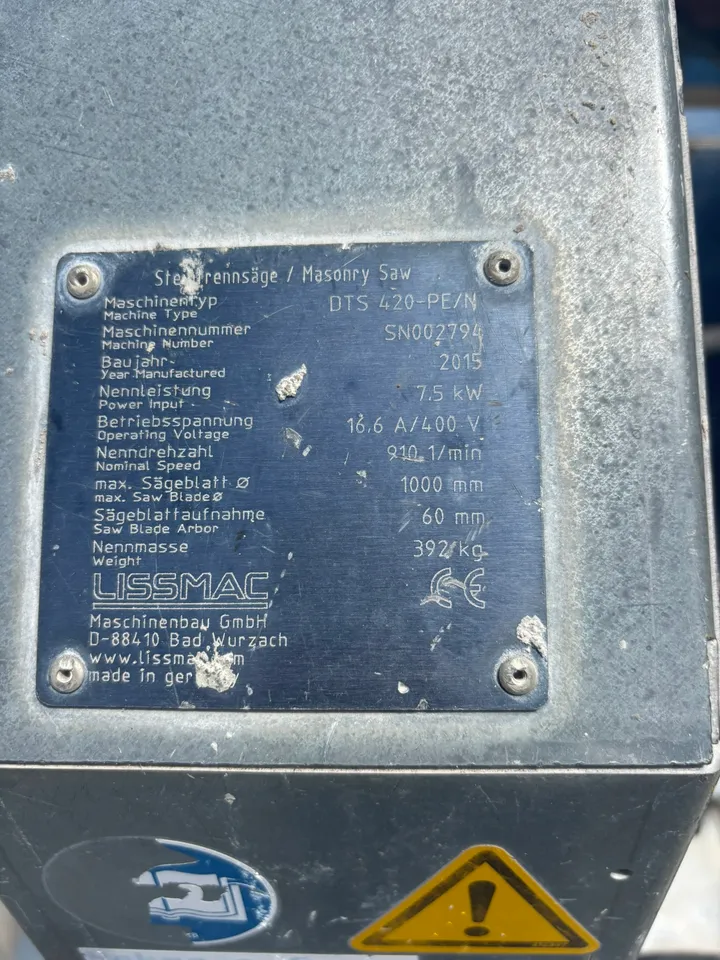 / Masonry Saw
Maschinentyp DTS 420-PE/N
Machine Type
Maschinennummer SN002794
Machine Number
Baujahr 2015
Year Manufactured
Nennleistung 7.5 kW
Power Input
Betriebsspannung 16.6 A/400 V
Operating Voltage
Nenndrehzahl 910 1/min
Nominal Speed
max. Sägeblatt Ø 1000 mm
max. Saw Blade Ø
Sägeblattaufnahme 60 mm
Saw Blade Arbor
Nennmasse 392 kg
Weight
LISSMAC CE
Maschinenbau GmbH
D-88410 Bad Wurzach
made in